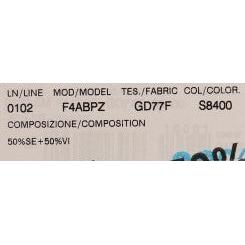 LN/LINE MOD/MODEL TES./FABRIC COL/COLOR.
0102 F4ABPZ GD77F S8400
COMPOSIZIONE/COMPOSITION
50%SE+50%VI